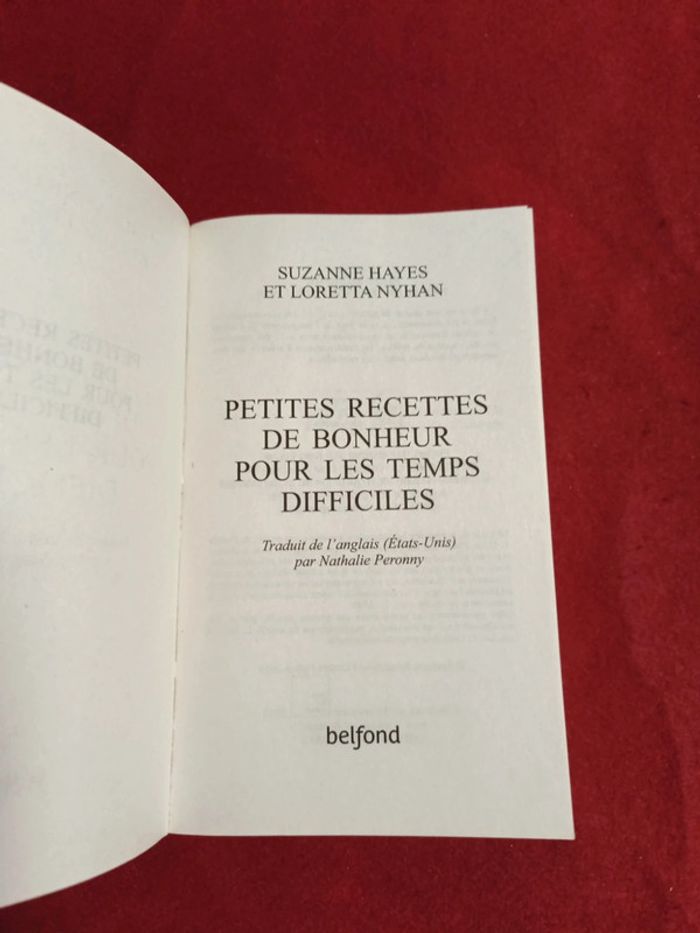 SUZANNE HAYES
ET LORETTA NYHAN
PETITES RECETTES
DE BONHEUR
POUR LES TEMPS
DIFFICILES
Traduit de l'anglais (États-Unis)
par Nathalie Peronny
belfond